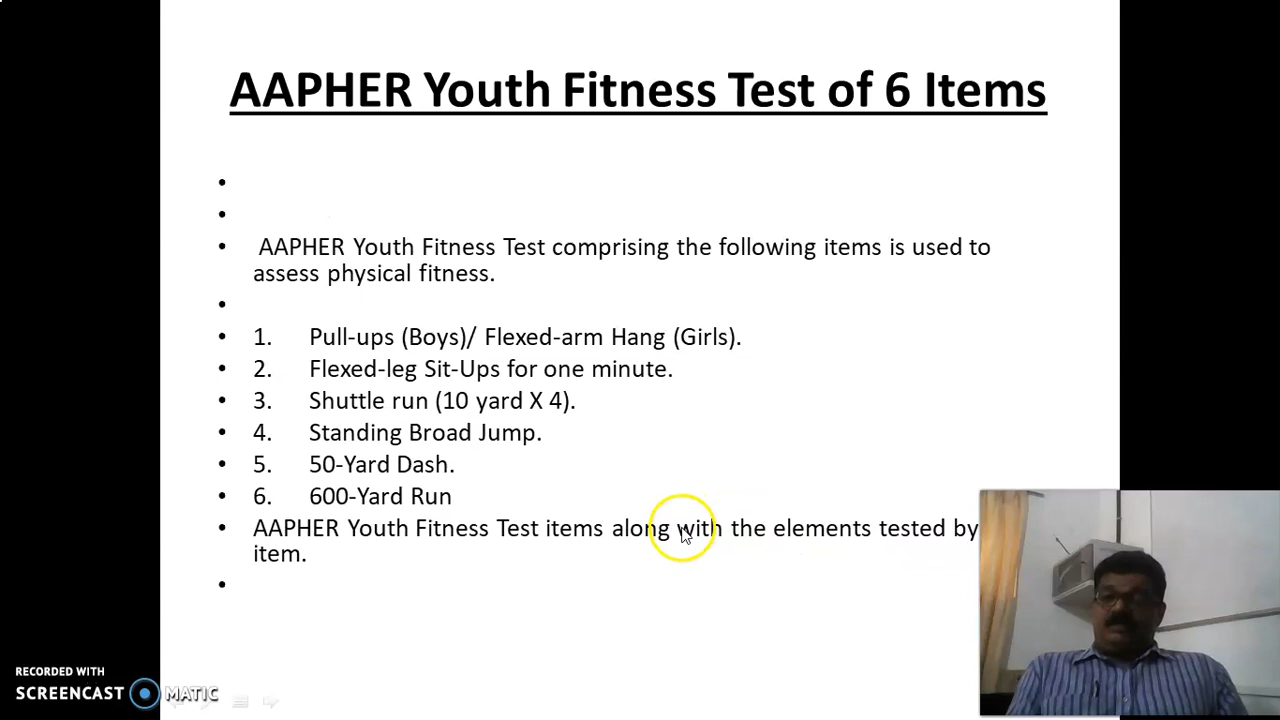 AAPHER Youth Fitness Test of 6 Items
• AAPHER Youth Fitness Test comprising the following items is used to
assess physical fitness.
• 1. Pull-ups (Boys)/ Flexed-arm Hang (Girls).
• 2. Flexed-leg Sit-Ups for one minute.
• 3. Shuttle run (10 yard X 4).
• 4. Standing Broad Jump.
• 5. 50-Yard Dash.
• 6. 600-Yard Run
• AAPHER Youth Fitness Test items along with the elements tested by
item.
RECORDED WITH
SCREENCAST MATIC